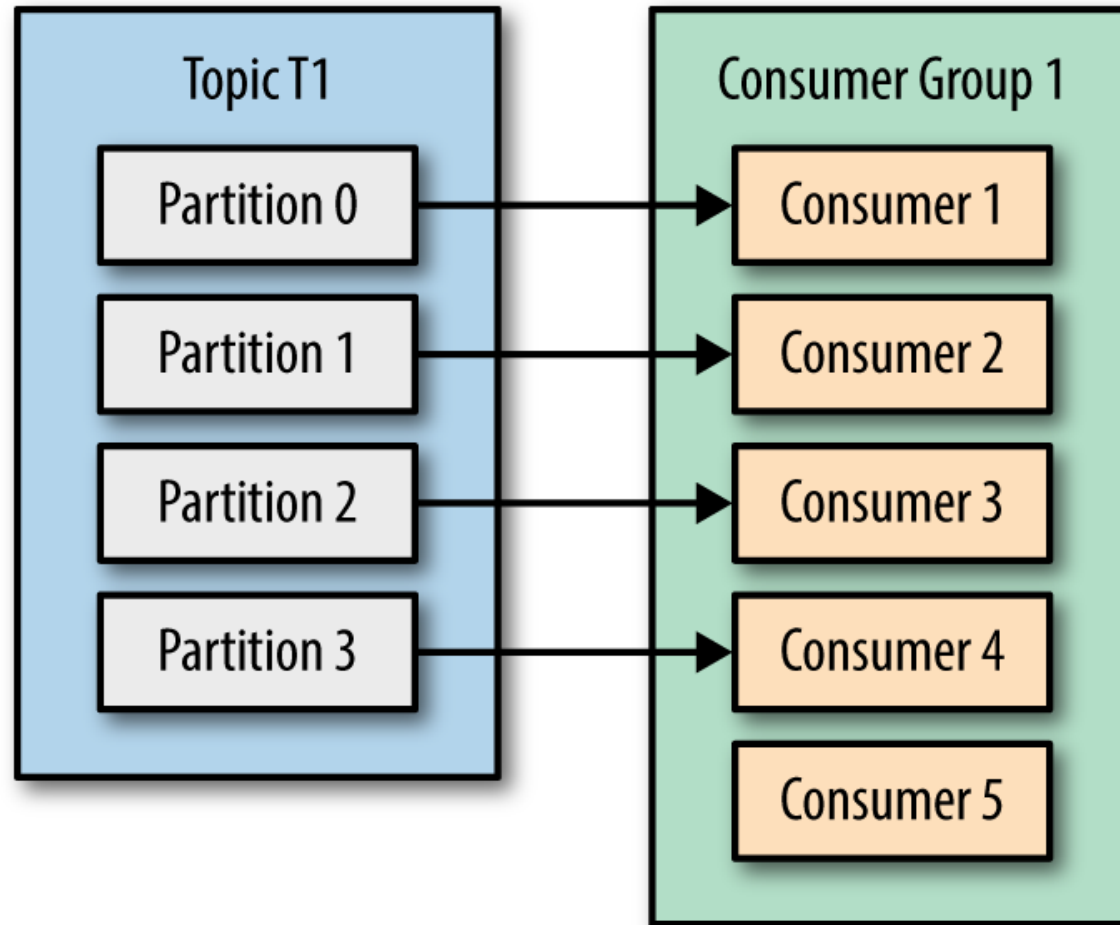 Topic T1
Partition 0
Partition 1
Partition 2
Partition 3
Consumer Group 1
Consumer 1
Consumer 2
Consumer 3
Consumer 4
Consumer 5